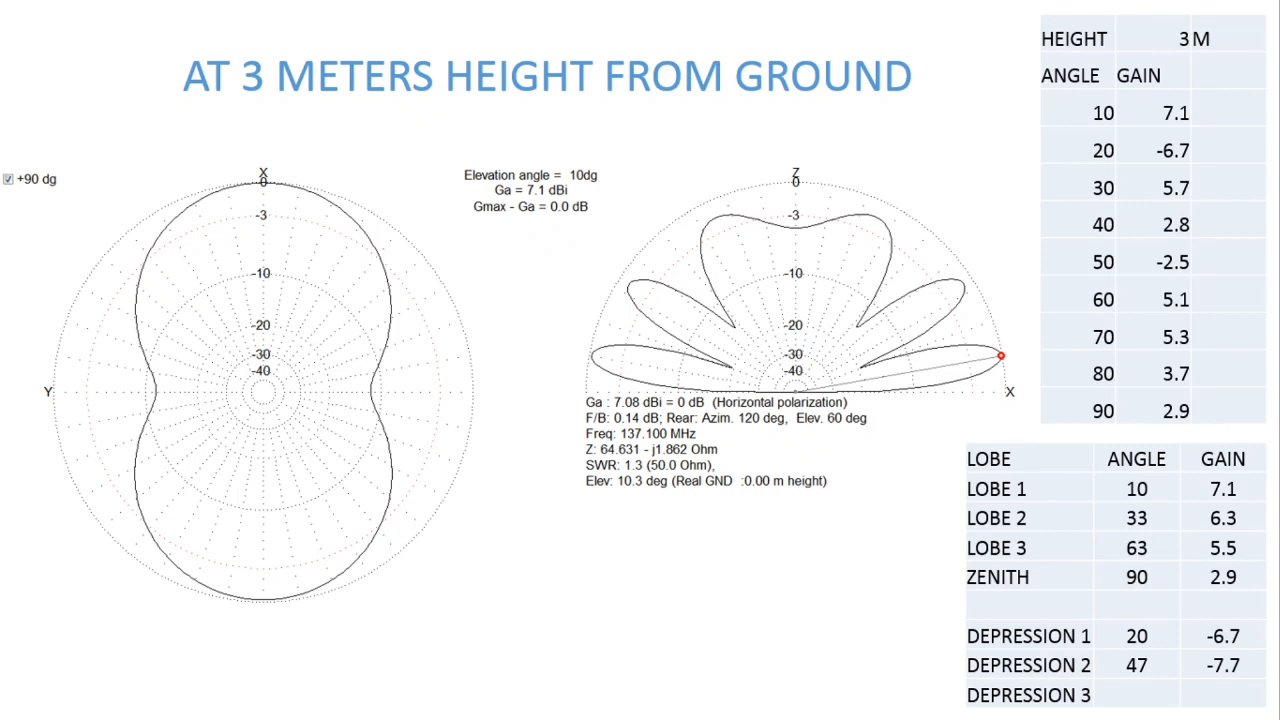 AT 3 METERS HEIGHT FROM GROUND
+90 dg
X
0
-3
-10
-20
-30
-40
Y
Elevation angle = 10dg
Ga = 7.1 dBi
Gmax - Ga = 0.0 dB
Z
0
-3
-10
-20
-30
-40
X
Ga : 7.08 dBi = 0 dB (Horizontal polarization)
F/B: 0.14 dB; Rear: Azim. 120 deg, Elev. 60 deg
Freq: 137.100 MHz
Z: 64.631 - j1.862 Ohm
SWR: 1.3 (50.0 Ohm),
Elev: 10.3 deg (Real GND :0.00 m height)
HEIGHT 3 M
ANGLE GAIN
10 7.1
20 -6.7
30 5.7
40 2.8
50 -2.5
60 5.1
70 5.3
80 3.7
90 2.9
LOBE ANGLE GAIN
LOBE 1 10 7.1
LOBE 2 33 6.3
LOBE 3 63 5.5
ZENITH 90 2.9
DEPRESSION 1 20 -6.7
DEPRESSION 2 47 -7.7
DEPRESSION 3